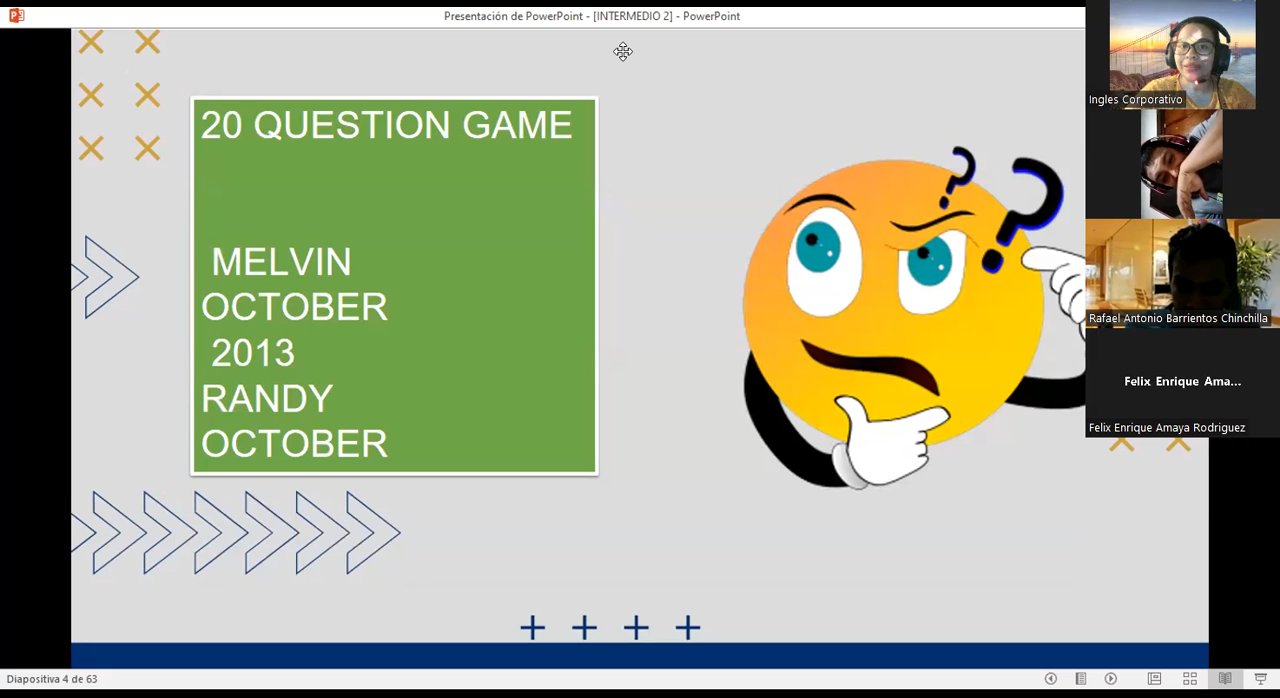 Presentación de PowerPoint - [INTERMEDIO 2] - PowerPoint
20 QUESTION GAME
MELVIN
OCTOBER
2013
RANDY
OCTOBER
??
Ingles Corporativo
Rafael Antonio Barrientos Chinchilla
Felix Enrique Ama...
Felix Enrique Amaya Rodriguez
Diapositiva 4 de 63